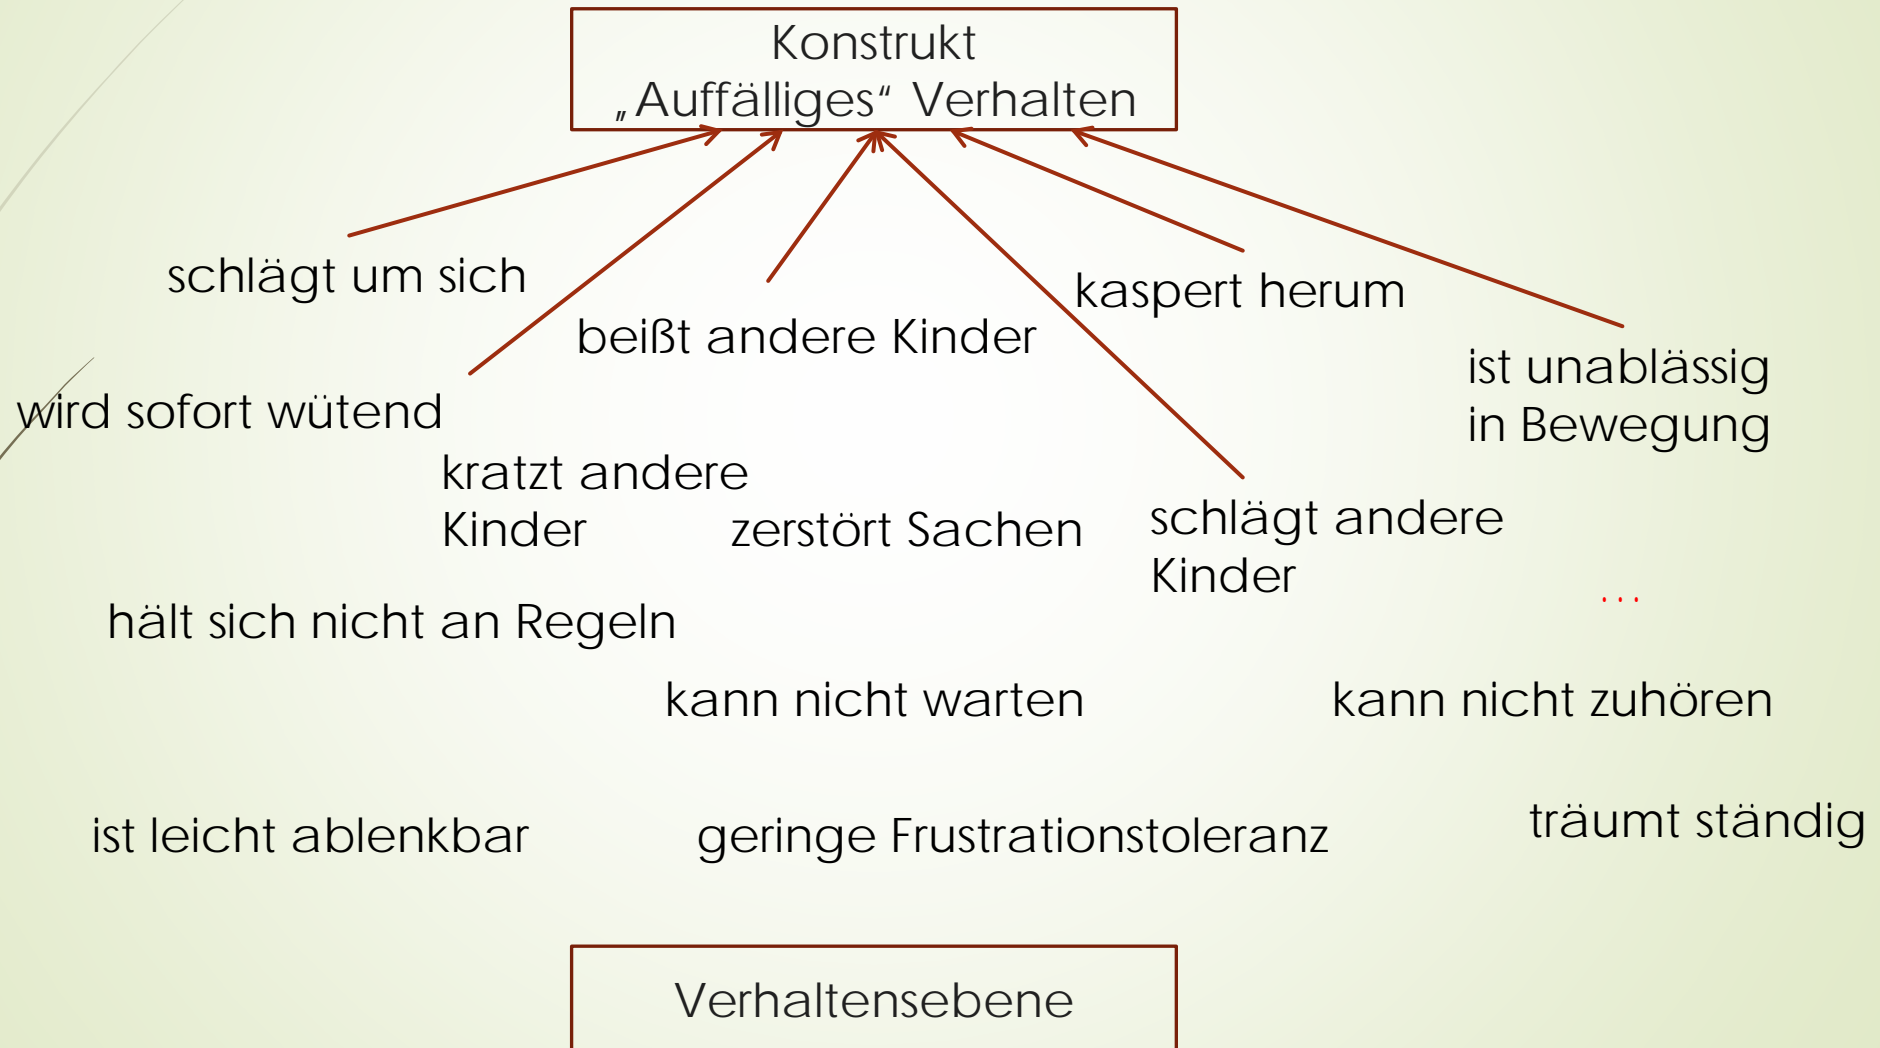 Konstrukt
„Auffälliges“ Verhalten
schlägt um sich
kaspert herum
beißt andere Kinder
ist unablässig
in Bewegung
wird sofort wütend
kratzt andere
Kinder
zerstört Sachen
schlägt andere
Kinder
...
hält sich nicht an Regeln
kann nicht warten
kann nicht zuhören
ist leicht ablenkbar
geringe Frustrationstoleranz
träumt ständig
Verhaltensebene